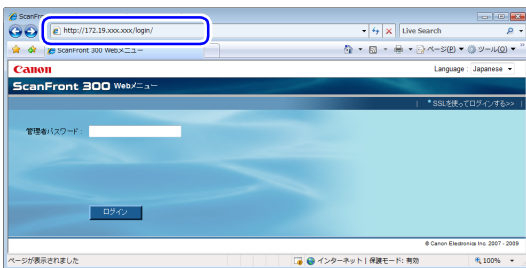 ScanFr
http://172.19.xxx.xxx/login/
Live Search
ScanFront 300 Webメニュー
ページ(P)
ツール(O)
Canon
Language : Japanese
ScanFront 300 Webメニュー
| *SSLを使ってログインする>> |
管理者パスワード :
ログイン
© Canon Electronics Inc. 2007 - 2009
ページが表示されました
インターネット | 保護モード: 有効
100%